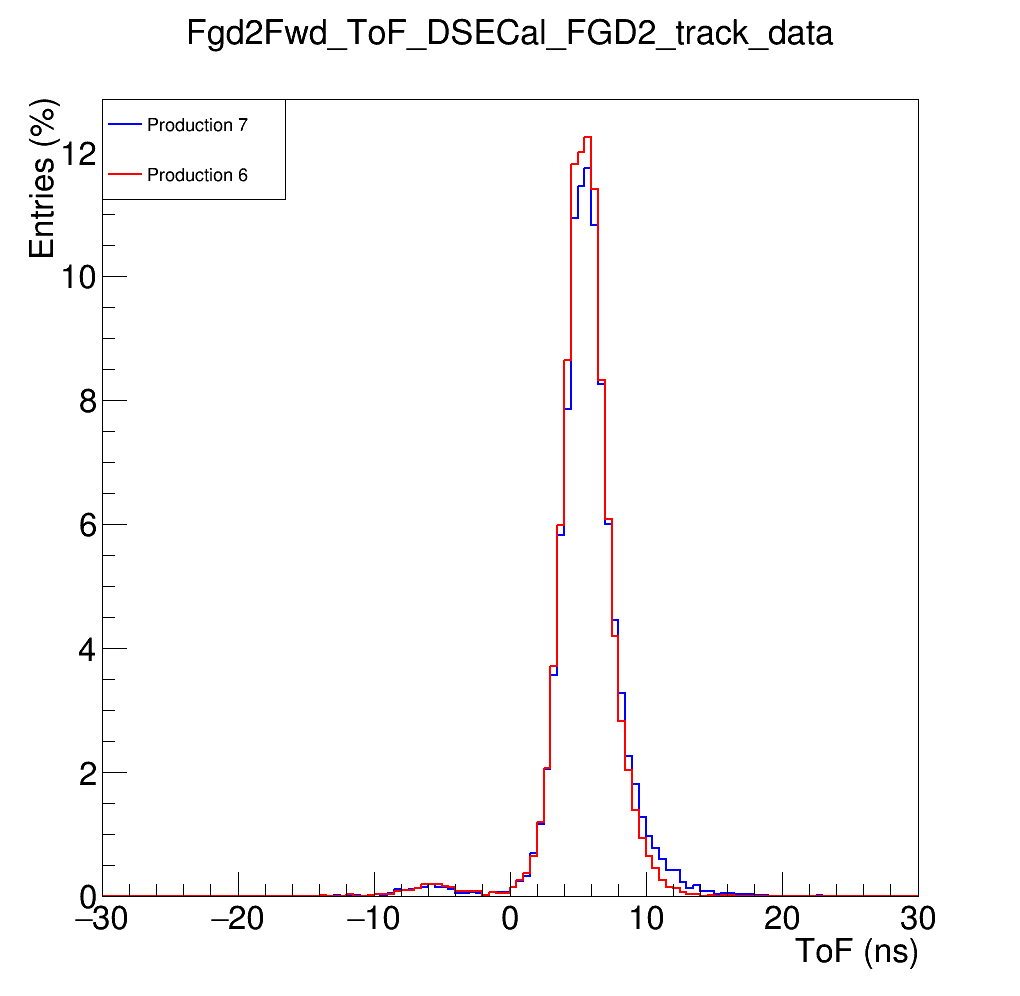 Fgd2Fwd_ToF_DSECal_FGD2_track_data
Entries (%)
Production 7
Production 6
12
10
8
6
4
2
0
−30 −20 −10 0 10 20 30
ToF (ns)